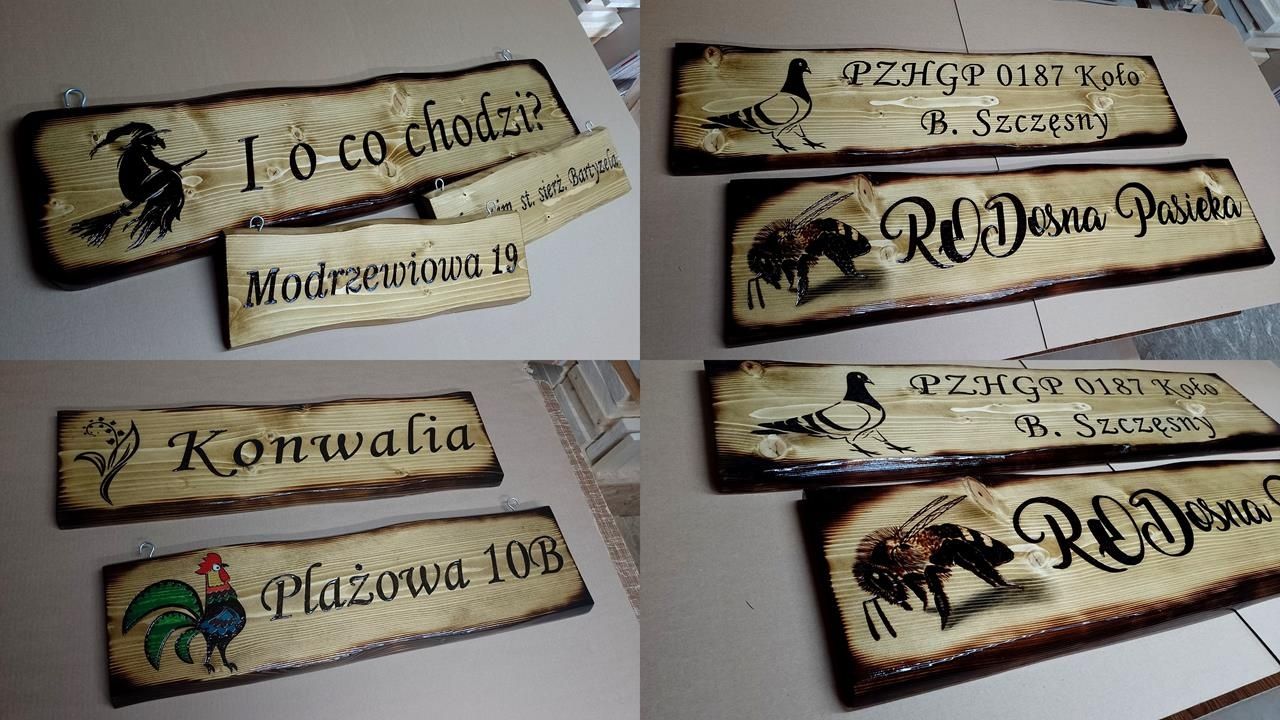 I o co chodzi?
im. st. sierż. Bartyzela
Modrzewiowa 19
PZHGP 0187 Koło
B. Szczęsny
RODosna Pasieka
Konwalia
Plażowa 10B
PZHGP 0187 Koło
B. Szczęsny
RODosna